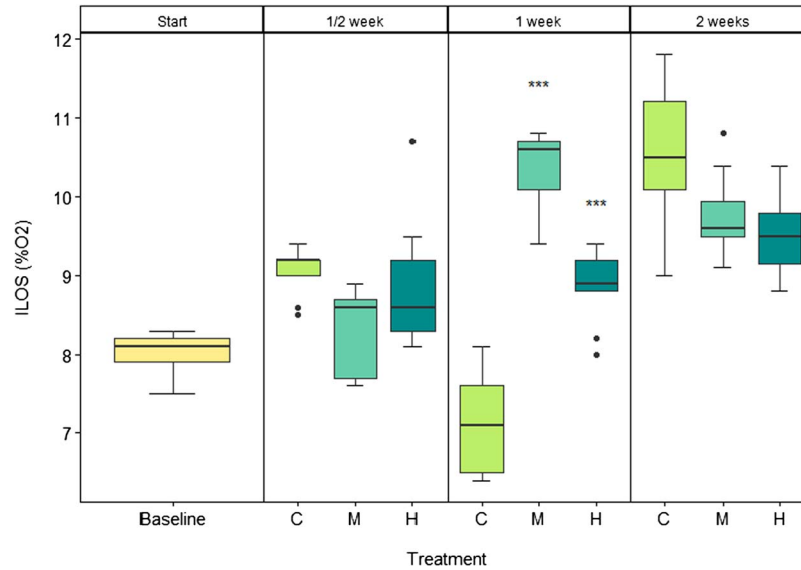 Start 1/2 week 1 week 2 weeks
12
11
10
9
8
7
ILOS (%O2)
***
***
Baseline C M H C M H C M H
Treatment